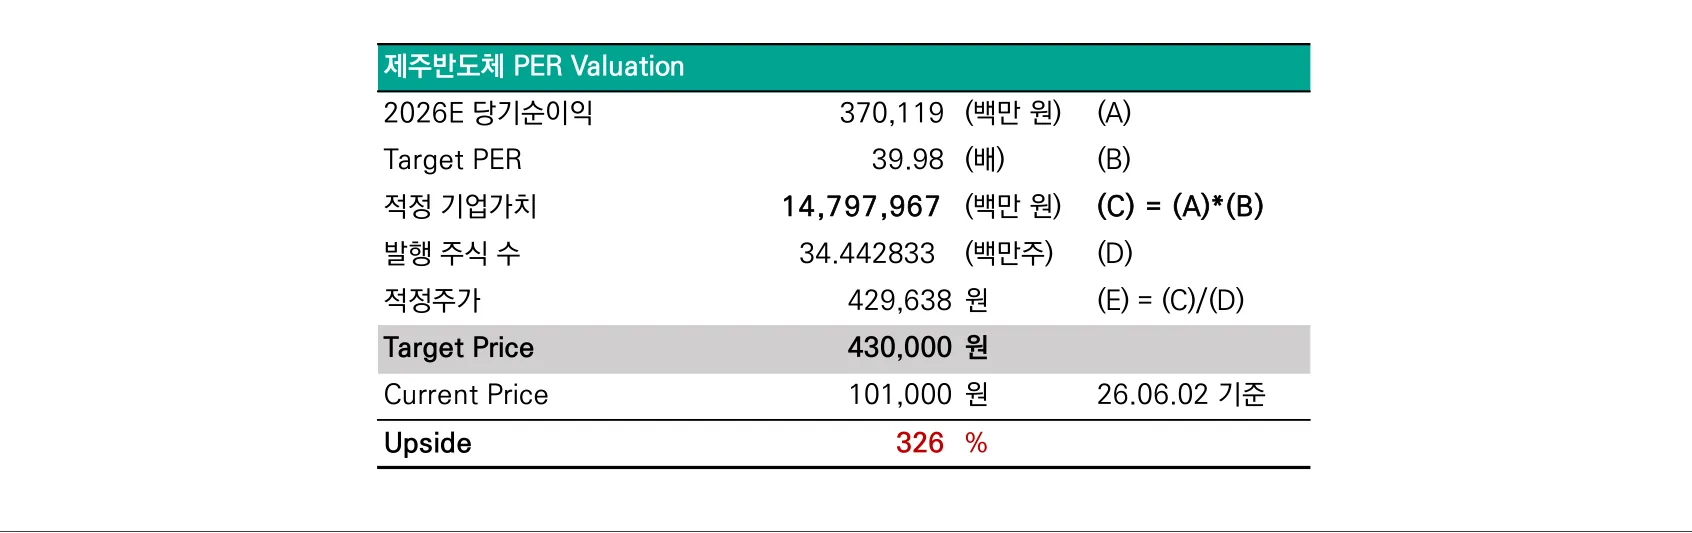 제주반도체 PER Valuation
2026E 당기순이익 370,119 (백만 원) (A)
Target PER 39.98 (배) (B)
적정 기업가치 14,797,967 (백만 원) (C) = (A)*(B)
발행 주식 수 34.442833 (백만주) (D)
적정주가 429,638 원 (E) = (C)/(D)
Target Price 430,000 원
Current Price 101,000 원 26.06.02 기준
Upside 326 %